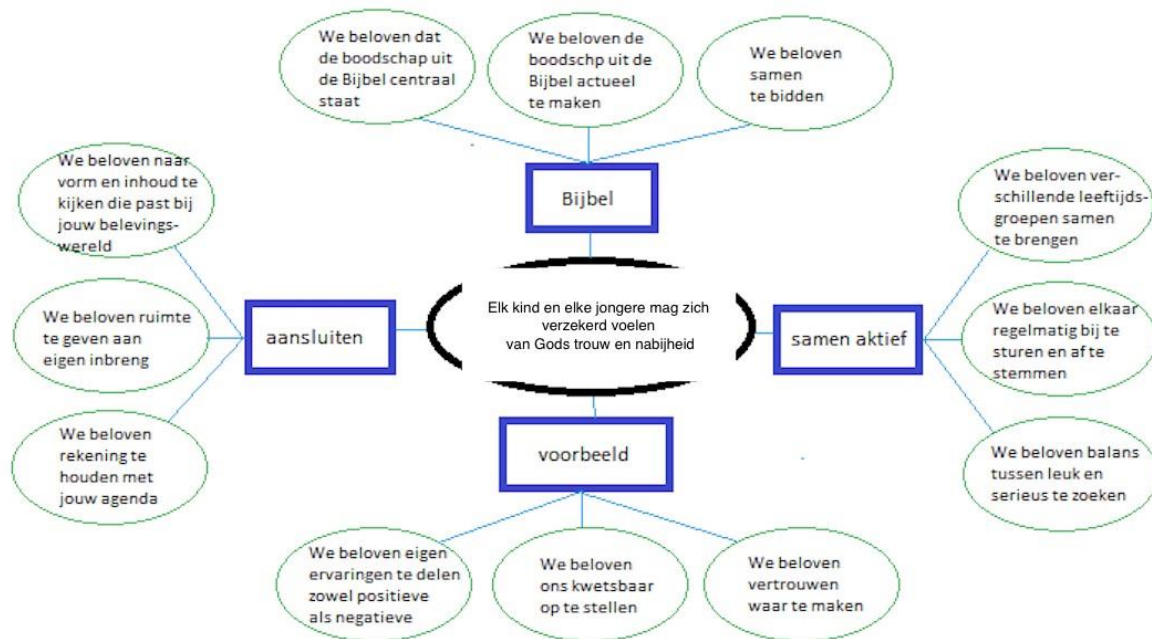 We beloven dat
de boodschap uit
de Bijbel centraal
staat
We beloven de
boodschp uit de
Bijbel actueel
te maken
We beloven
samen
te bidden
Bijbel
We beloven naar
vorm en inhoud te
kijken die past bij
jouw belevings-
wereld
We beloven ruimte
te geven aan
eigen inbreng
We beloven
rekening te
houden met
jouw agenda
aansluiten
Elk kind en elke jongere mag zich
verzekerd voelen
van Gods trouw en nabijheid
samen aktief
We beloven ver-
schillende leeftijds-
groepen samen
te brengen
We beloven elkaar
regelmatig bij te
sturen en af te
stemmen
We beloven balans
tussen leuk en
serieus te zoeken
voorbeeld
We beloven eigen
ervaringen te delen
zowel positieve
als negatieve
We beloven
ons kwetsbaar
op te stellen
We beloven
vertrouwen
waar te maken